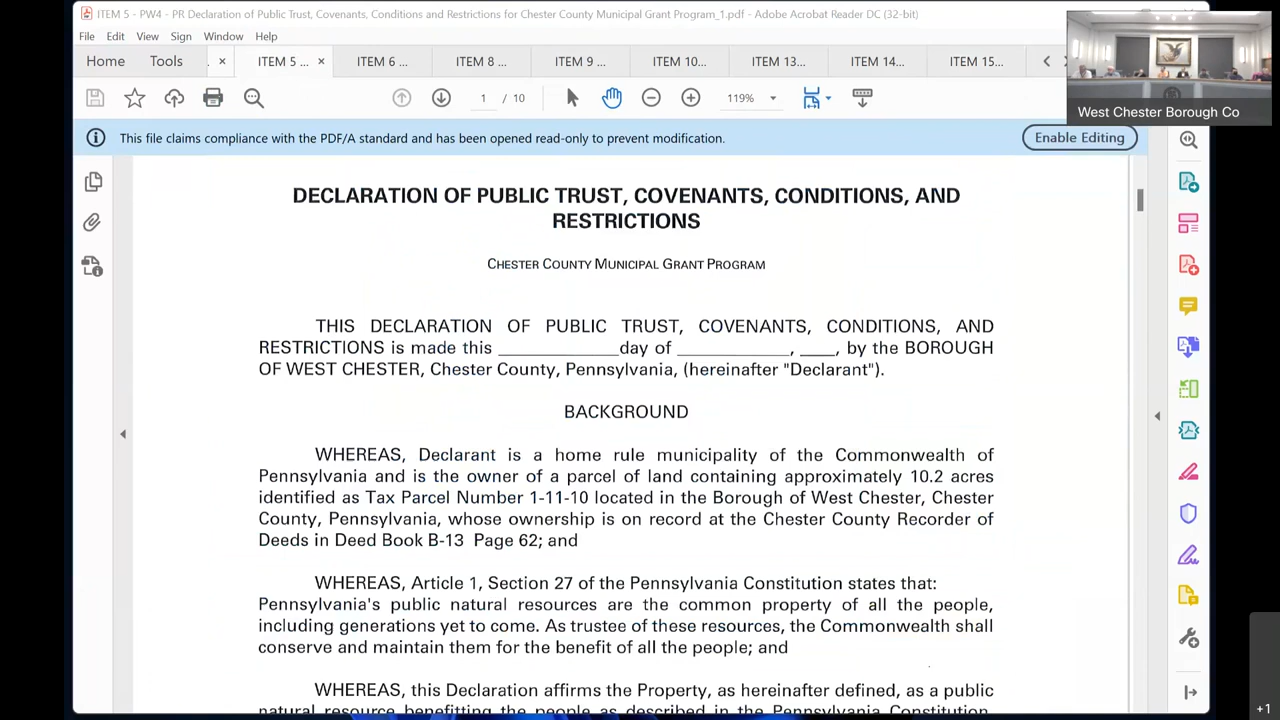 ITEM 5 - PW4 - PR Declaration of Public Trust, Covenants, Conditions and Restrictions for Chester County Municipal Grant Program_1.pdf - Adobe Acrobat Reader DC (32-bit)
File Edit View Sign Window Help
Home Tools . × ITEM 5 ... × ITEM 6 ... ITEM 8 ... ITEM 9 ... ITEM 10... ITEM 13... ITEM 14... ITEM 15...
West Chester Borough Co
1 / 10 119%
This file claims compliance with the PDF/A standard and has been opened read-only to prevent modification. Enable Editing
DECLARATION OF PUBLIC TRUST, COVENANTS, CONDITIONS, AND
RESTRICTIONS
CHESTER COUNTY MUNICIPAL GRANT PROGRAM
THIS DECLARATION OF PUBLIC TRUST, COVENANTS, CONDITIONS, AND
RESTRICTIONS is made this ____________day of ___________, ____, by the BOROUGH
OF WEST CHESTER, Chester County, Pennsylvania, (hereinafter "Declarant").
BACKGROUND
WHEREAS, Declarant is a home rule municipality of the Commonwealth of
Pennsylvania and is the owner of a parcel of land containing approximately 10.2 acres
identified as Tax Parcel Number 1-11-10 located in the Borough of West Chester, Chester
County, Pennsylvania, whose ownership is on record at the Chester County Recorder of
Deeds in Deed Book B-13 Page 62; and
WHEREAS, Article 1, Section 27 of the Pennsylvania Constitution states that:
Pennsylvania's public natural resources are the common property of all the people,
including generations yet to come. As trustee of these resources, the Commonwealth shall
conserve and maintain them for the benefit of all the people; and
WHEREAS, this Declaration affirms the Property, as hereinafter defined, as a public
natural resource benefitting the people as described in the Pennsylvania Constitution,
+1